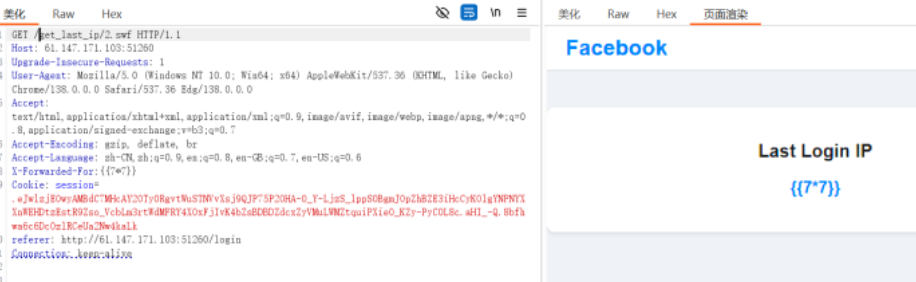 美化 Raw Hex
\n
GET /get_last_ip/2.swf HTTP/1.1
Host: 61.147.171.103:51260
Upgrade-Insecure-Requests: 1
User-Agent: Mozilla/5.0 (Windows NT 10.0; Win64; x64) AppleWebKit/537.36 (KHTML, like Gecko)
Chrome/138.0.0.0 Safari/537.36 Edg/138.0.0.0
Accept:
text/html,application/xhtml+xml,application/xml;q=0.9,image/avif,image/webp,image/apng,*/*;q=0
.8,application/signed-exchange;v=b3;q=0.7
Accept-Encoding: gzip, deflate, br
Accept-Language: zh-CN,zh;q=0.9,en;q=0.8,en-GB;q=0.7,en-US;q=0.6
X-Forwarded-For:{{7*7}}
Cookie: session=
referer: http://61.147.171.103:51260/login
Connection: keep-alive
美化 Raw Hex 页面渲染
Facebook
Last Login IP
{{7*7}}